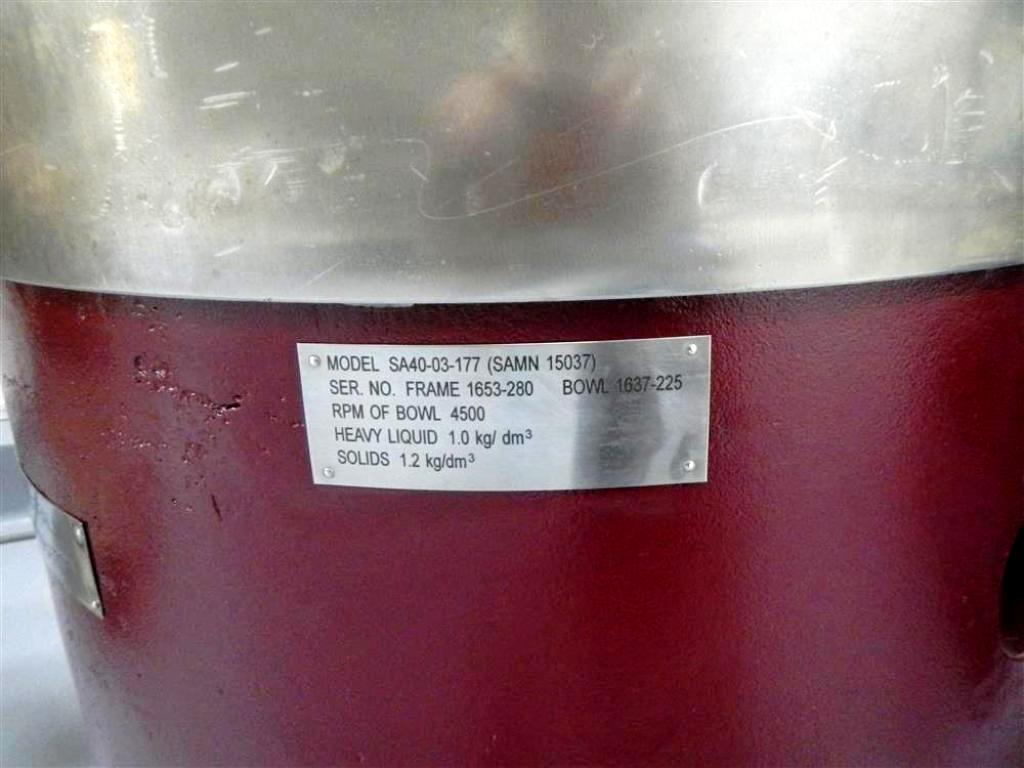 MODEL SA40-03-177 (SAMN 15037)
SER. NO. FRAME 1653-280 BOWL 1637-225
RPM OF BOWL 4500
HEAVY LIQUID 1.0 kg/ dm³
SOLIDS 1.2 kg/dm³